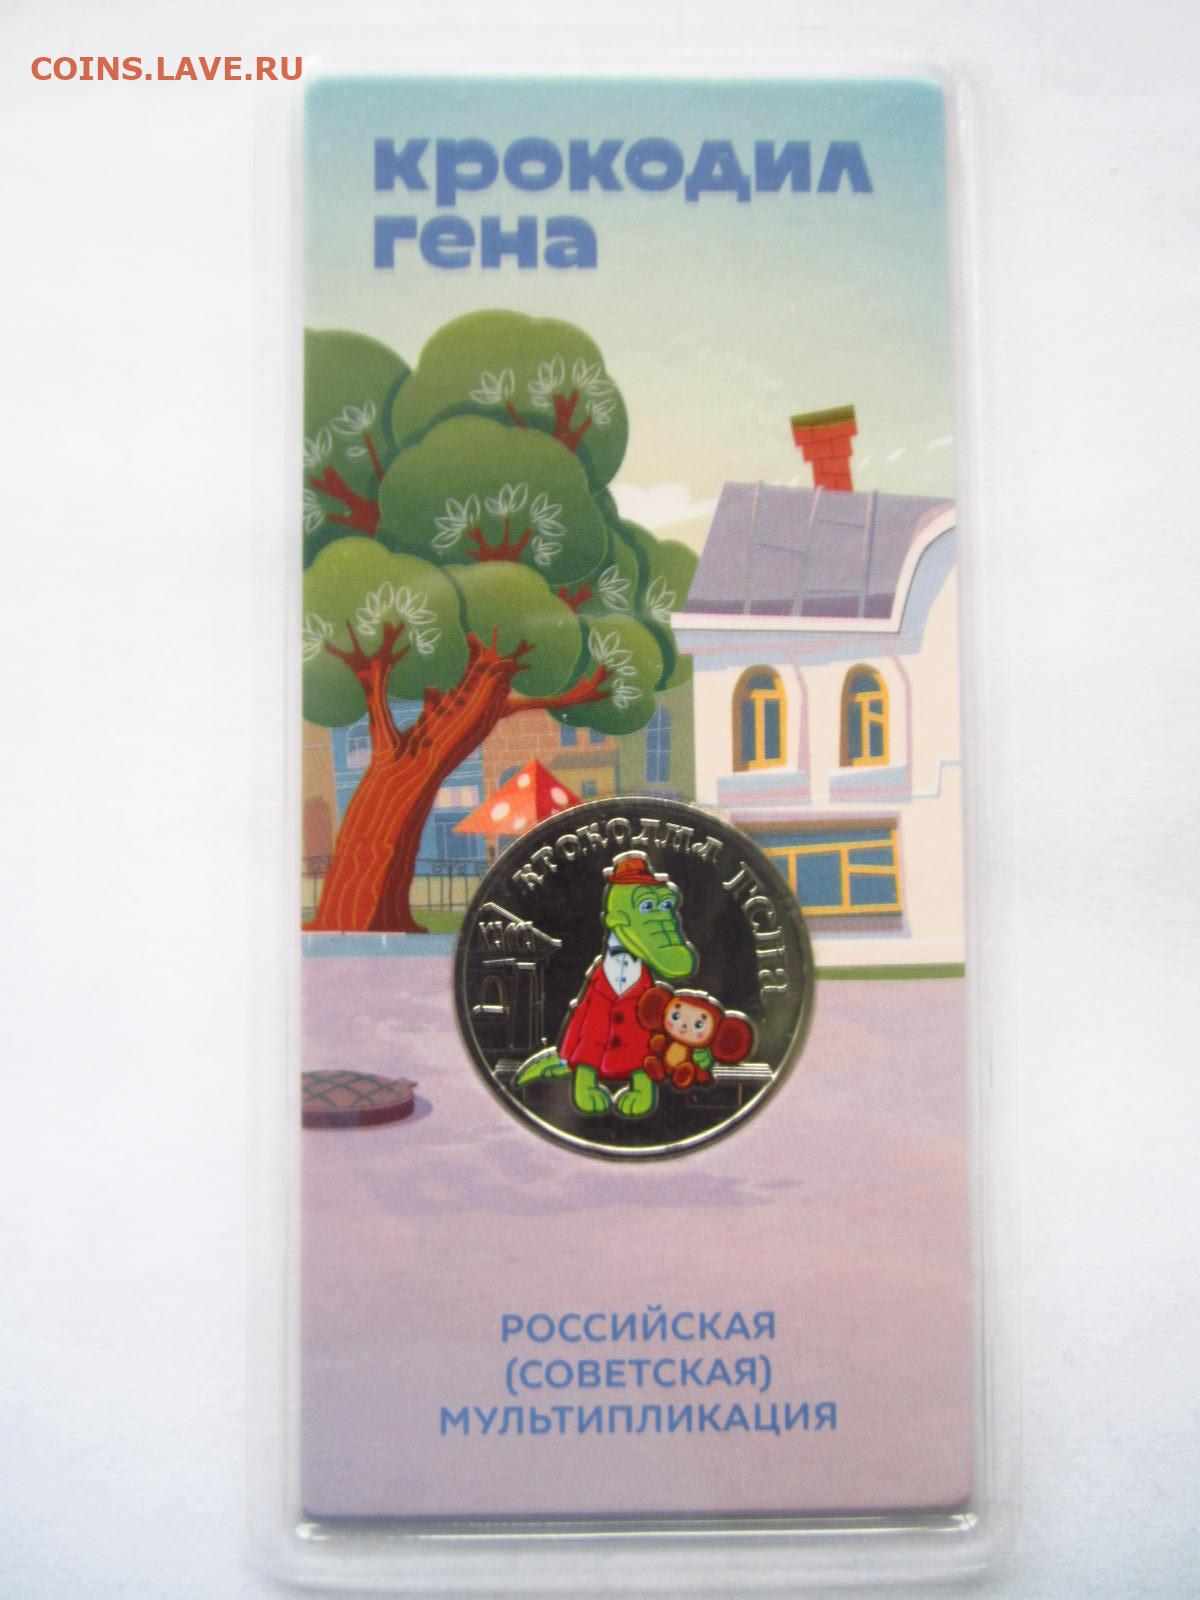 COINS.LAVE.RU
крокодил
гена
КРОКОДИЛ ГЕНА
РОССИЙСКАЯ
(СОВЕТСКАЯ)
МУЛЬТИПЛИКАЦИЯ